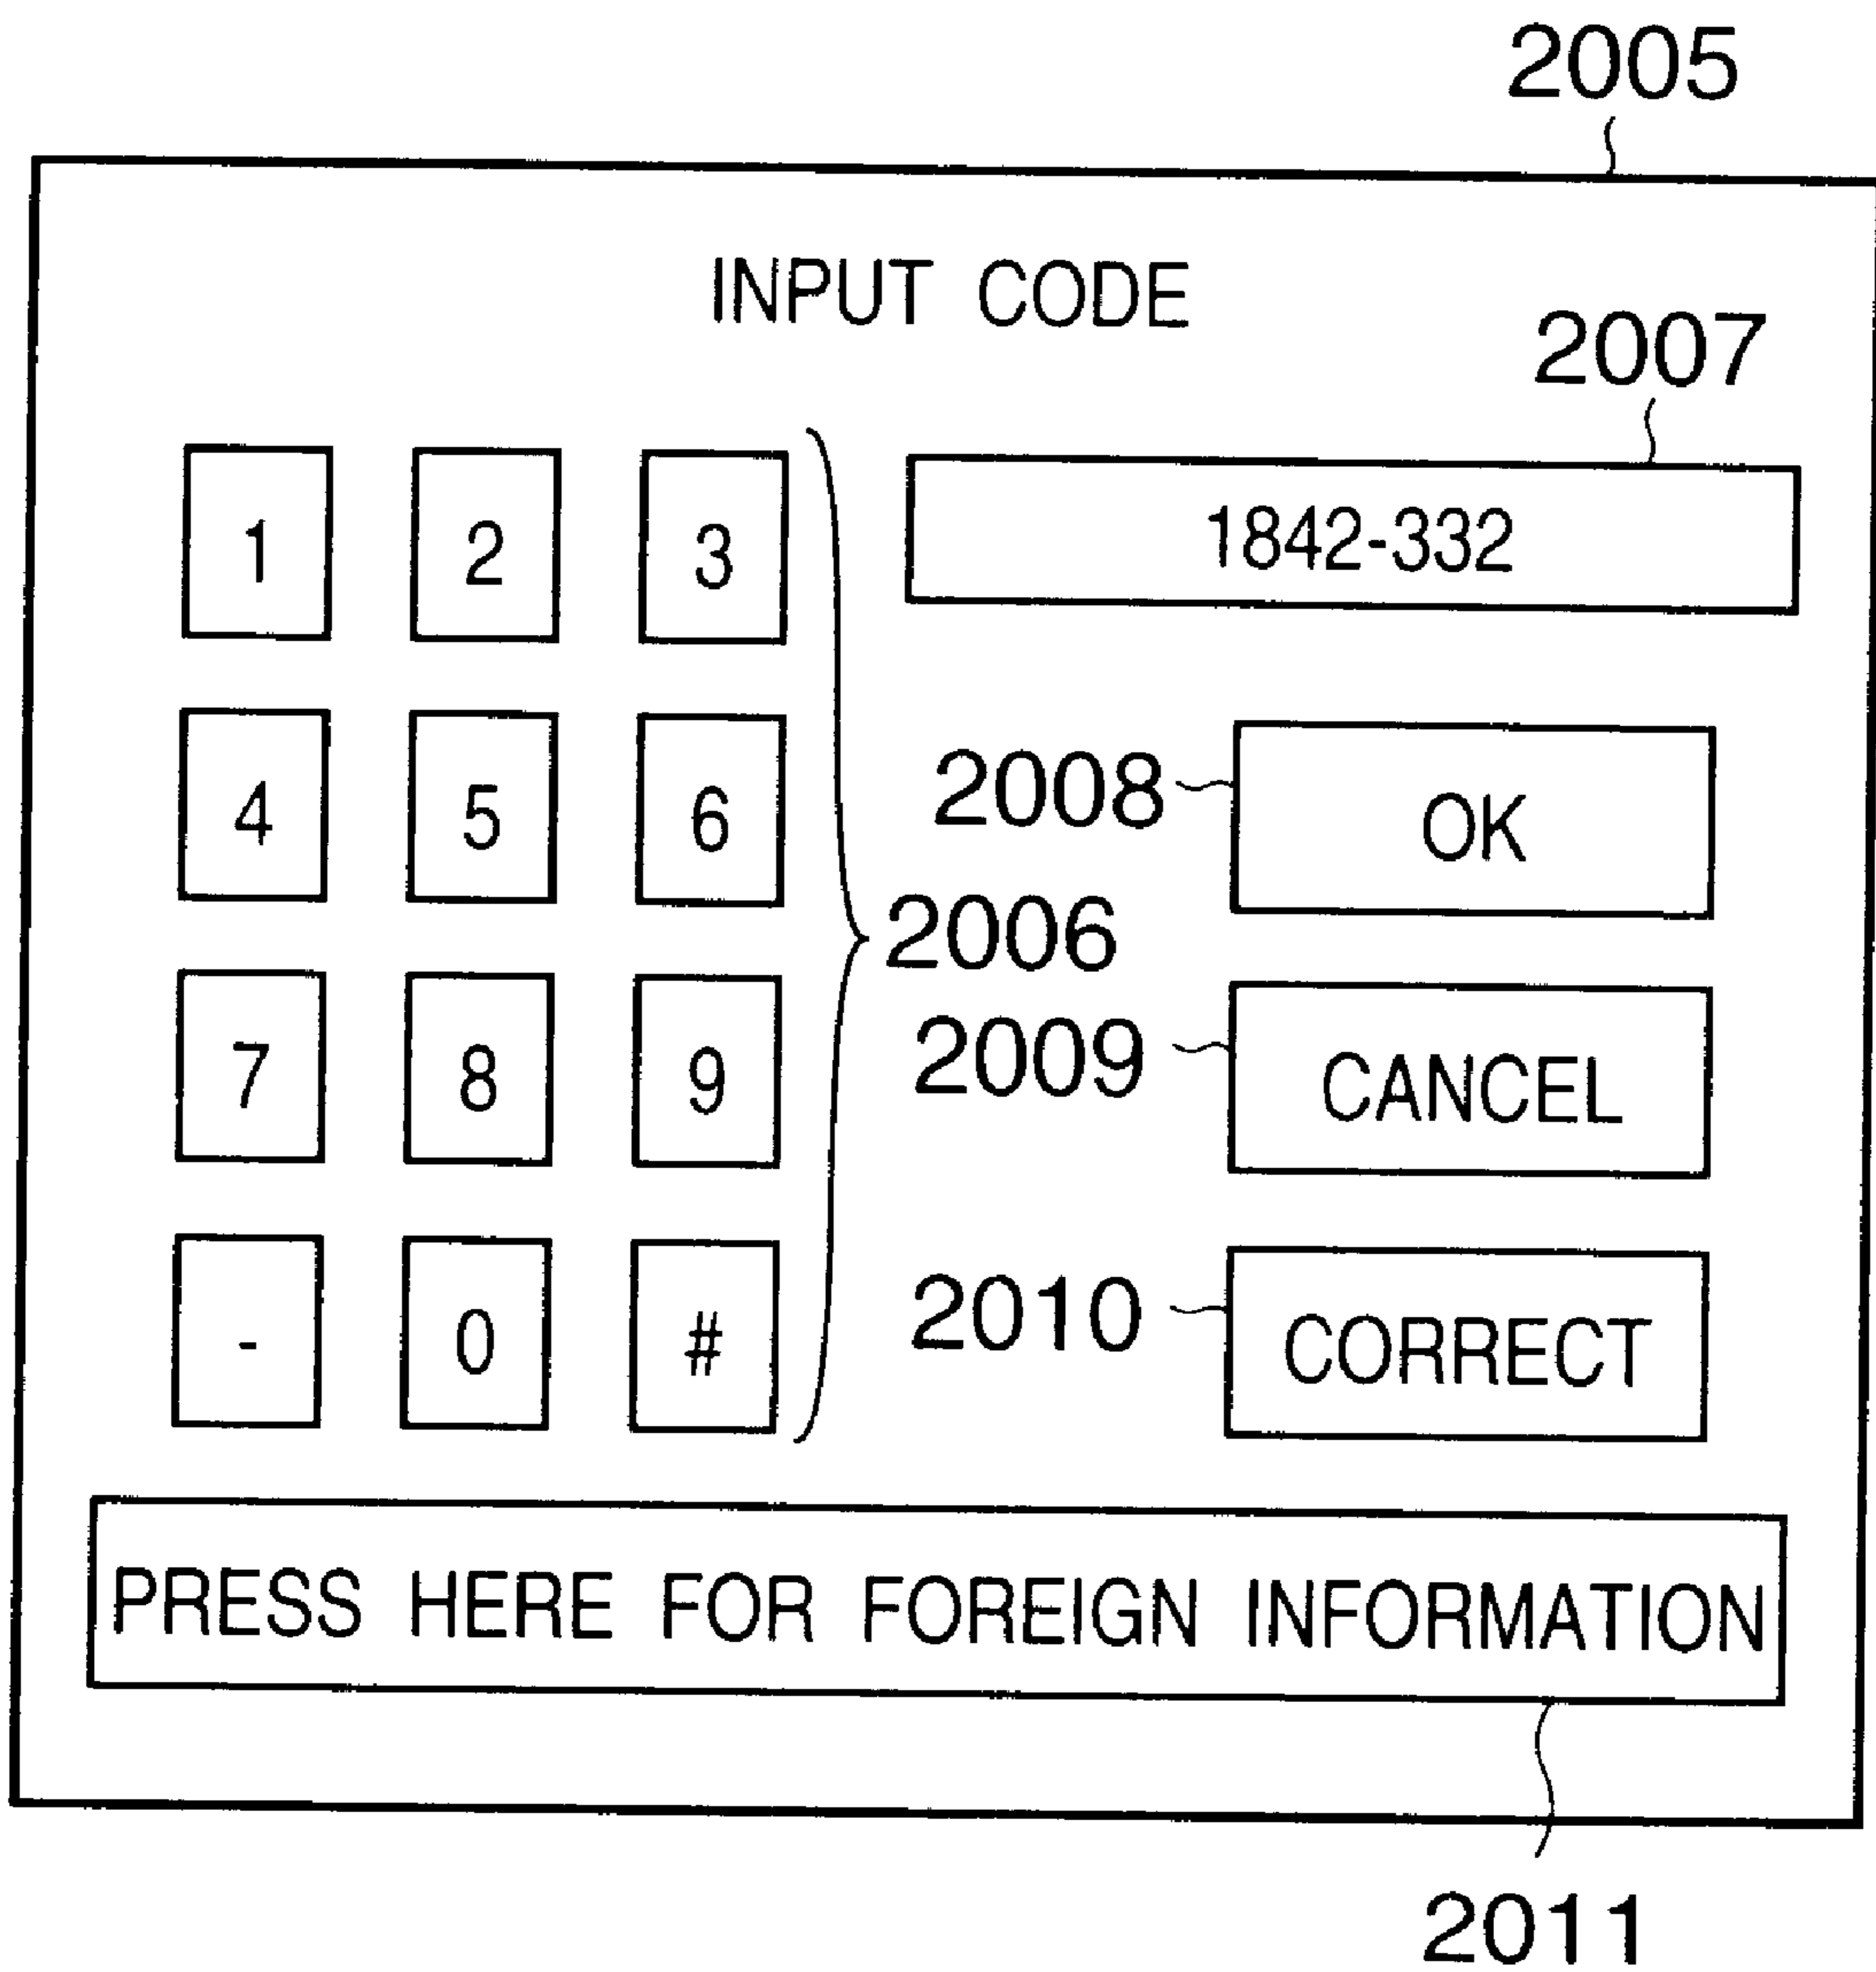 2005
INPUT CODE
2007
1 2 3
1842-332
4 5 6
2008 OK
2006
7 8 9
2009 CANCEL
- 0 #
2010 CORRECT
PRESS HERE FOR FOREIGN INFORMATION
2011